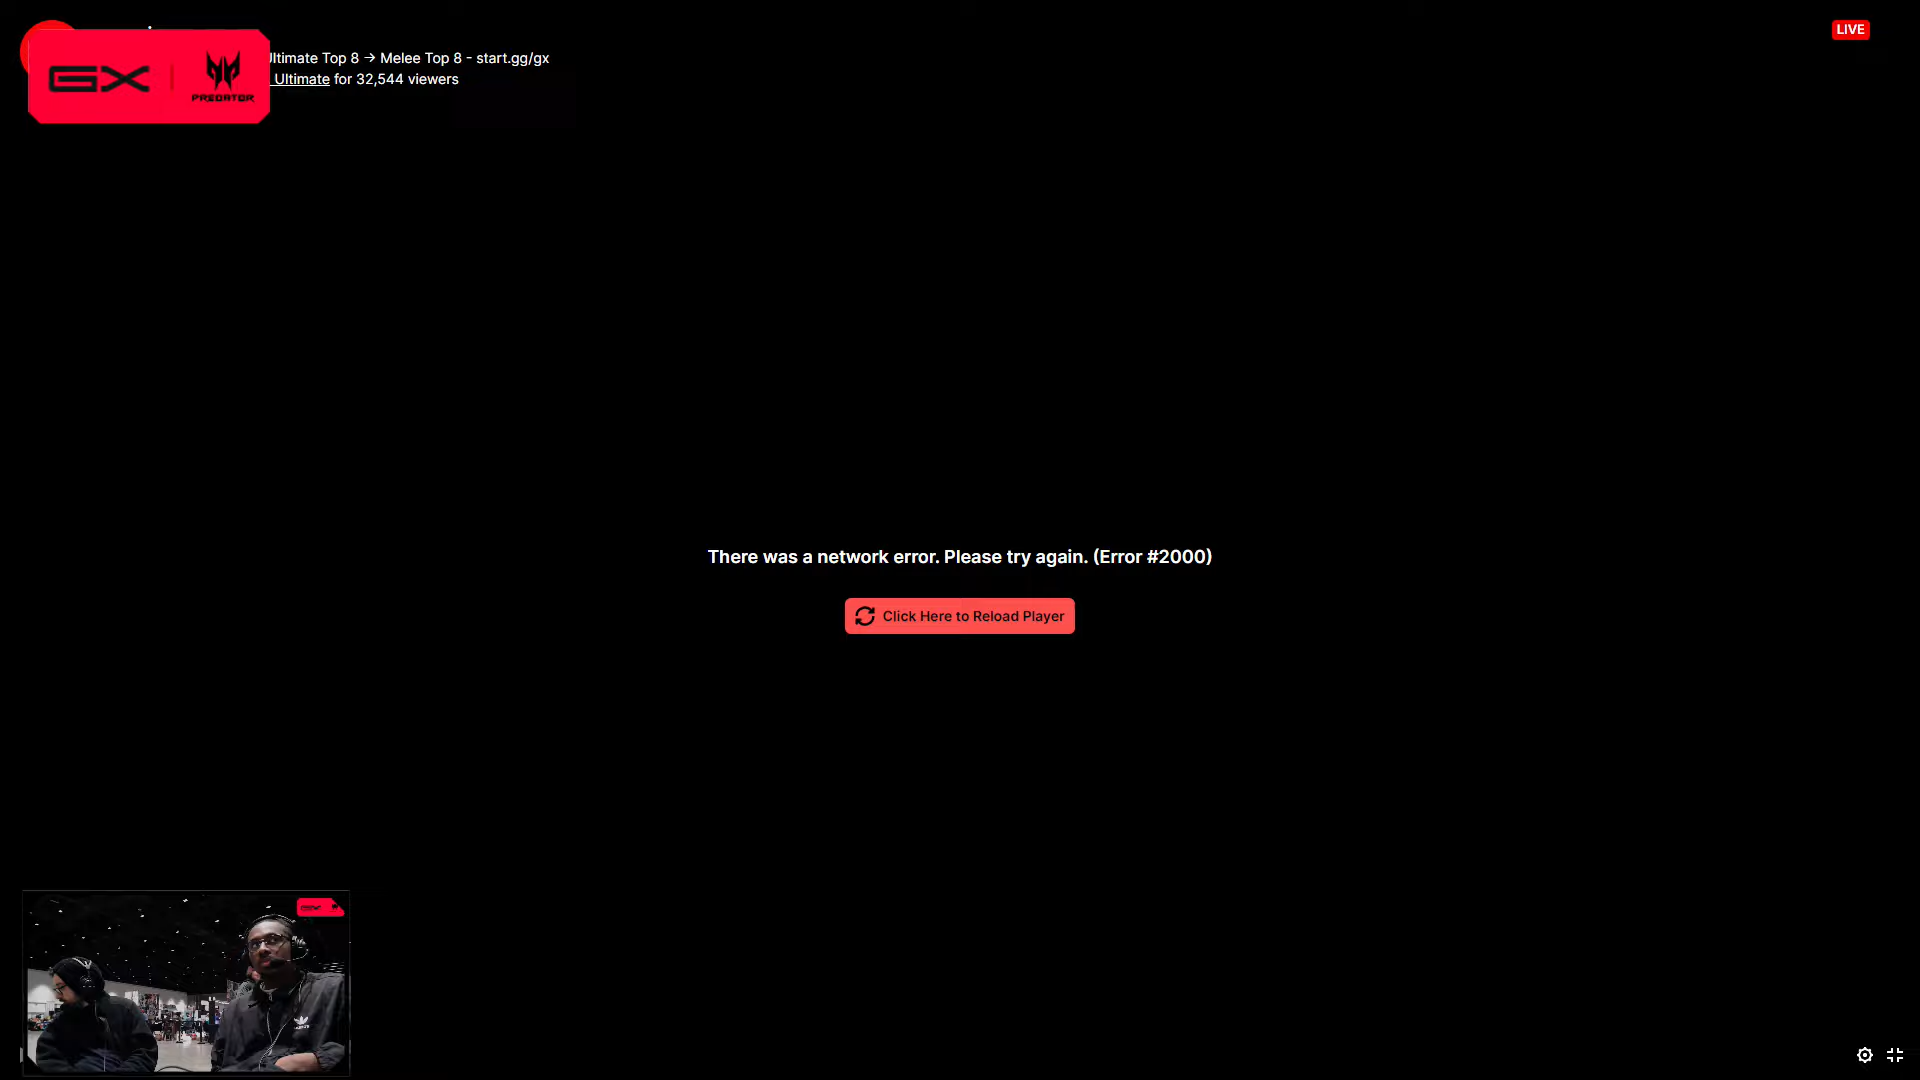 LIVE
Ultimate Top 8 → Melee Top 8 - start.gg/gx
Ultimate for 32,544 viewers
GX
PREDATOR
There was a network error. Please try again. (Error #2000)
Click Here to Reload Player